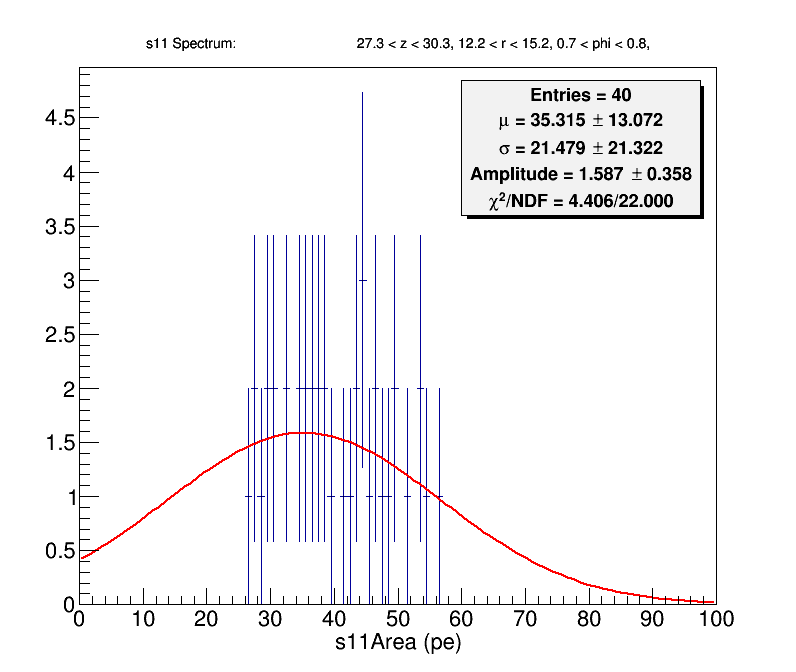 s11 Spectrum: 27.3 < z < 30.3, 12.2 < r < 15.2, 0.7 < phi < 0.8,
Entries = 40
μ = 35.315 ± 13.072
σ = 21.479 ± 21.322
Amplitude = 1.587 ± 0.358
χ²/NDF = 4.406/22.000
4.5
4
3.5
3
2.5
2
1.5
1
0.5
0
0 10 20 30 40 50 60 70 80 90 100
s11Area (pe)